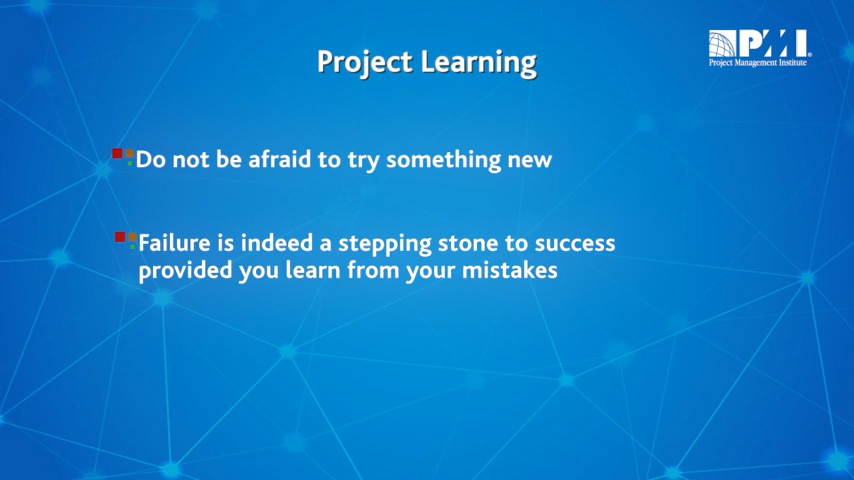 Project Learning
PMI
Project Management Institute
Do not be afraid to try something new
Failure is indeed a stepping stone to success
provided you learn from your mistakes